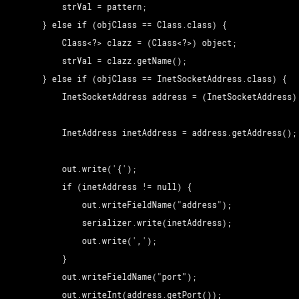 strVal = pattern;
} else if (objClass == Class.class) {
Class<?> clazz = (Class<?>) object;
strVal = clazz.getName();
} else if (objClass == InetSocketAddress.class) {
InetSocketAddress address = (InetSocketAddress)
InetAddress inetAddress = address.getAddress();
out.write('{');
if (inetAddress != null) {
out.writeFieldName("address");
serializer.write(inetAddress);
out.write(',');
}
out.writeFieldName("port");
out.writeInt(address.getPort());